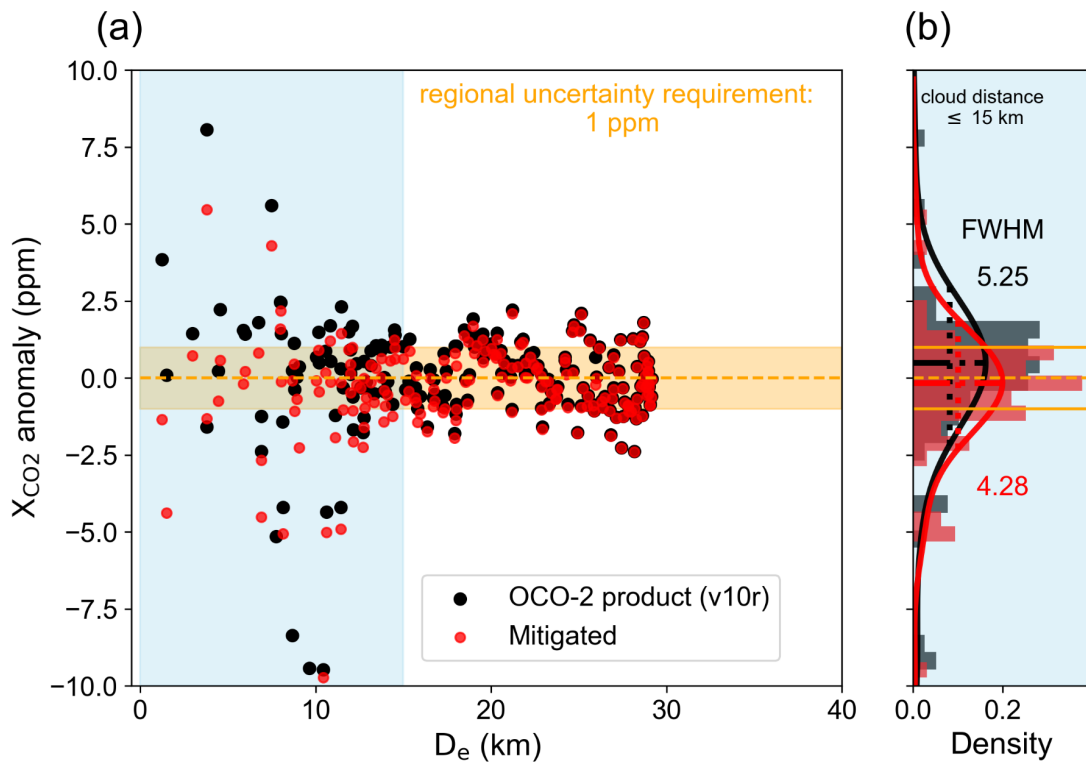 (a)
(b)
10.0
7.5
5.0
2.5
0.0
−2.5
−5.0
−7.5
−10.0
X_CO2 anomaly (ppm)
regional uncertainty requirement:
1 ppm
OCO-2 product (v10r)
Mitigated
0
10
20
30
40
D_e (km)
cloud distance
≤ 15 km
FWHM
5.25
4.28
0.0
0.2
Density